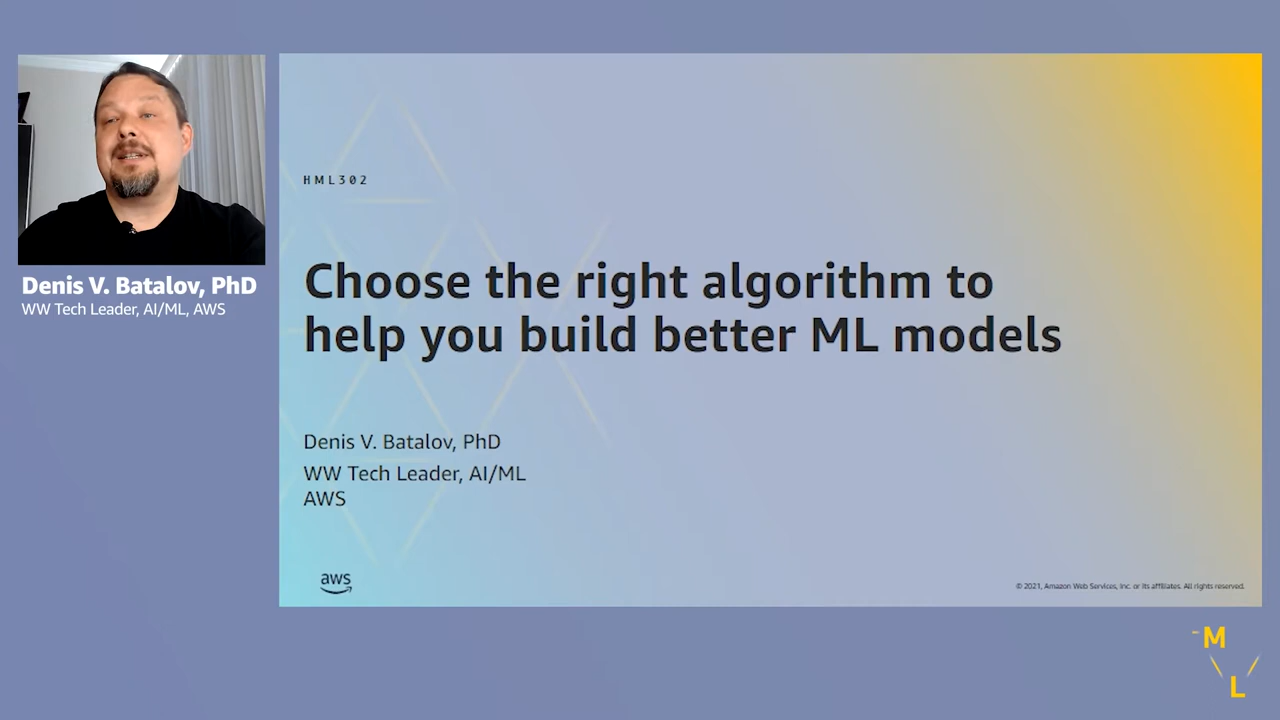 Denis V. Batalov, PhD
WW Tech Leader, AI/ML, AWS
HML302
Choose the right algorithm to
help you build better ML models
Denis V. Batalov, PhD
WW Tech Leader, AI/ML
AWS
aws
© 2021, Amazon Web Services, Inc. or its affiliates. All rights reserved.
M
L